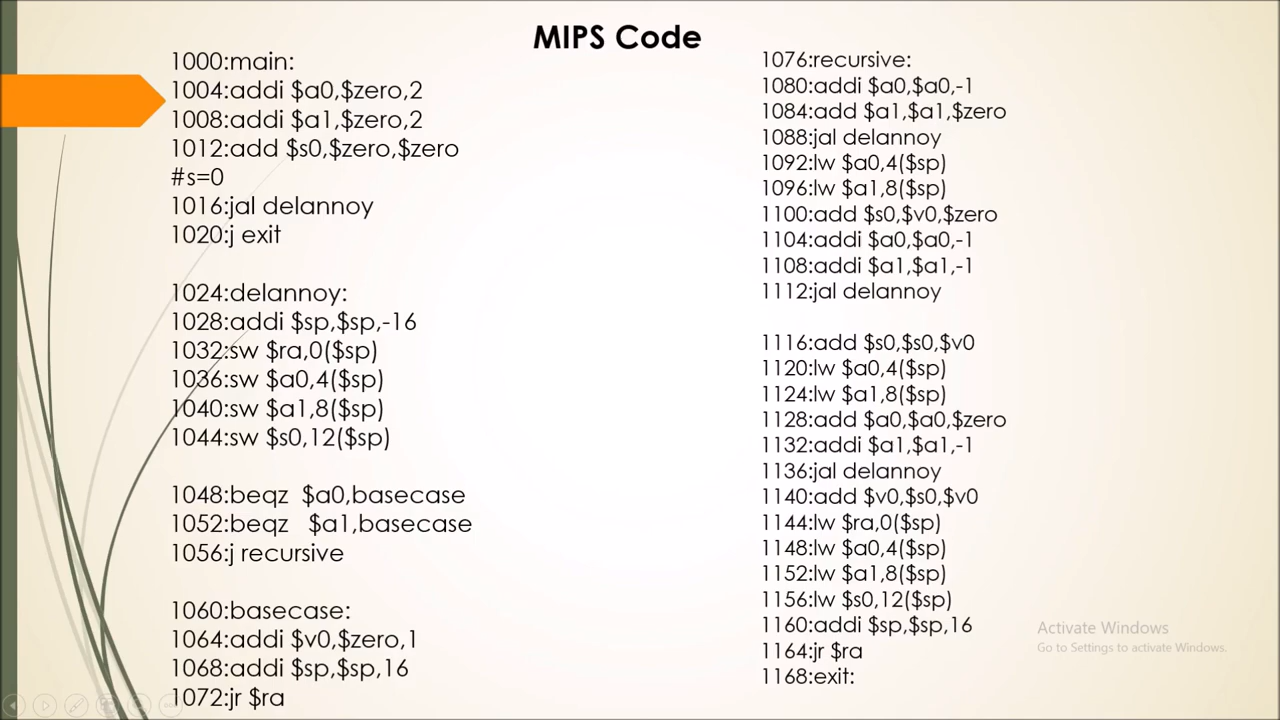 MIPS Code
1000:main:
1004:addi $a0,$zero,2
1008:addi $a1,$zero,2
1012:add $s0,$zero,$zero
#s=0
1016:jal delannoy
1020:j exit
1024:delannoy:
1028:addi $sp,$sp,-16
1032:sw $ra,0($sp)
1036:sw $a0,4($sp)
1040:sw $a1,8($sp)
1044:sw $s0,12($sp)
1048:beqz  $a0,basecase
1052:beqz   $a1,basecase
1056:j recursive
1060:basecase:
1064:addi $v0,$zero,1
1068:addi $sp,$sp,16
1072:jr $ra
1076:recursive:
1080:addi $a0,$a0,-1
1084:add $a1,$a1,$zero
1088:jal delannoy
1092:lw $a0,4($sp)
1096:lw $a1,8($sp)
1100:add $s0,$v0,$zero
1104:addi $a0,$a0,-1
1108:addi $a1,$a1,-1
1112:jal delannoy
1116:add $s0,$s0,$v0
1120:lw $a0,4($sp)
1124:lw $a1,8($sp)
1128:add $a0,$a0,$zero
1132:addi $a1,$a1,-1
1136:jal delannoy
1140:add $v0,$s0,$v0
1144:lw $ra,0($sp)
1148:lw $a0,4($sp)
1152:lw $a1,8($sp)
1156:lw $s0,12($sp)
1160:addi $sp,$sp,16
1164:jr $ra
1168:exit:
Activate Windows
Go to Settings to activate Windows.